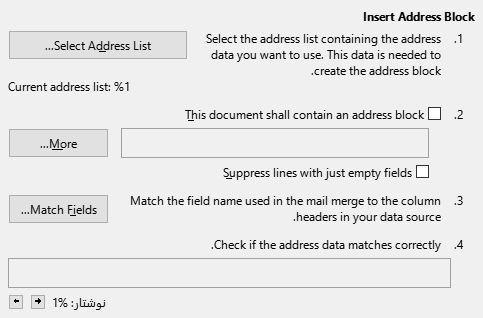 Insert Address Block
.1
Select the address list containing the address
data you want to use. This data is needed to
.create the address block
...Select Address List
Current address list: %1
.2
This document shall contain an address block
...More
Suppress lines with just empty fields
.3
Match the field name used in the mail merge to the column
.headers in your data source
...Match Fields
.4
.Check if the address data matches correctly
نوشتار: %1